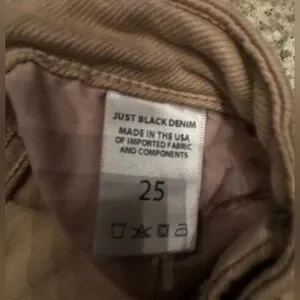 JUST BLACK DENIM
MADE IN THE USA
OF IMPORTED FABRIC
AND COMPONENTS
25